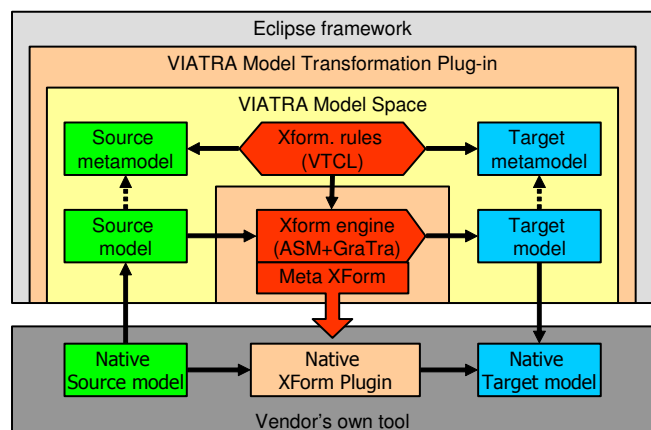 Eclipse framework
VIATRA Model Transformation Plug-in
VIATRA Model Space
Source
metamodel
Xform. rules
(VTCL)
Target
metamodel
Source
model
Xform engine
(ASM+GraTra)
Target
model
Meta XForm
Native
Source model
Native
XForm Plugin
Native
Target model
Vendor's own tool